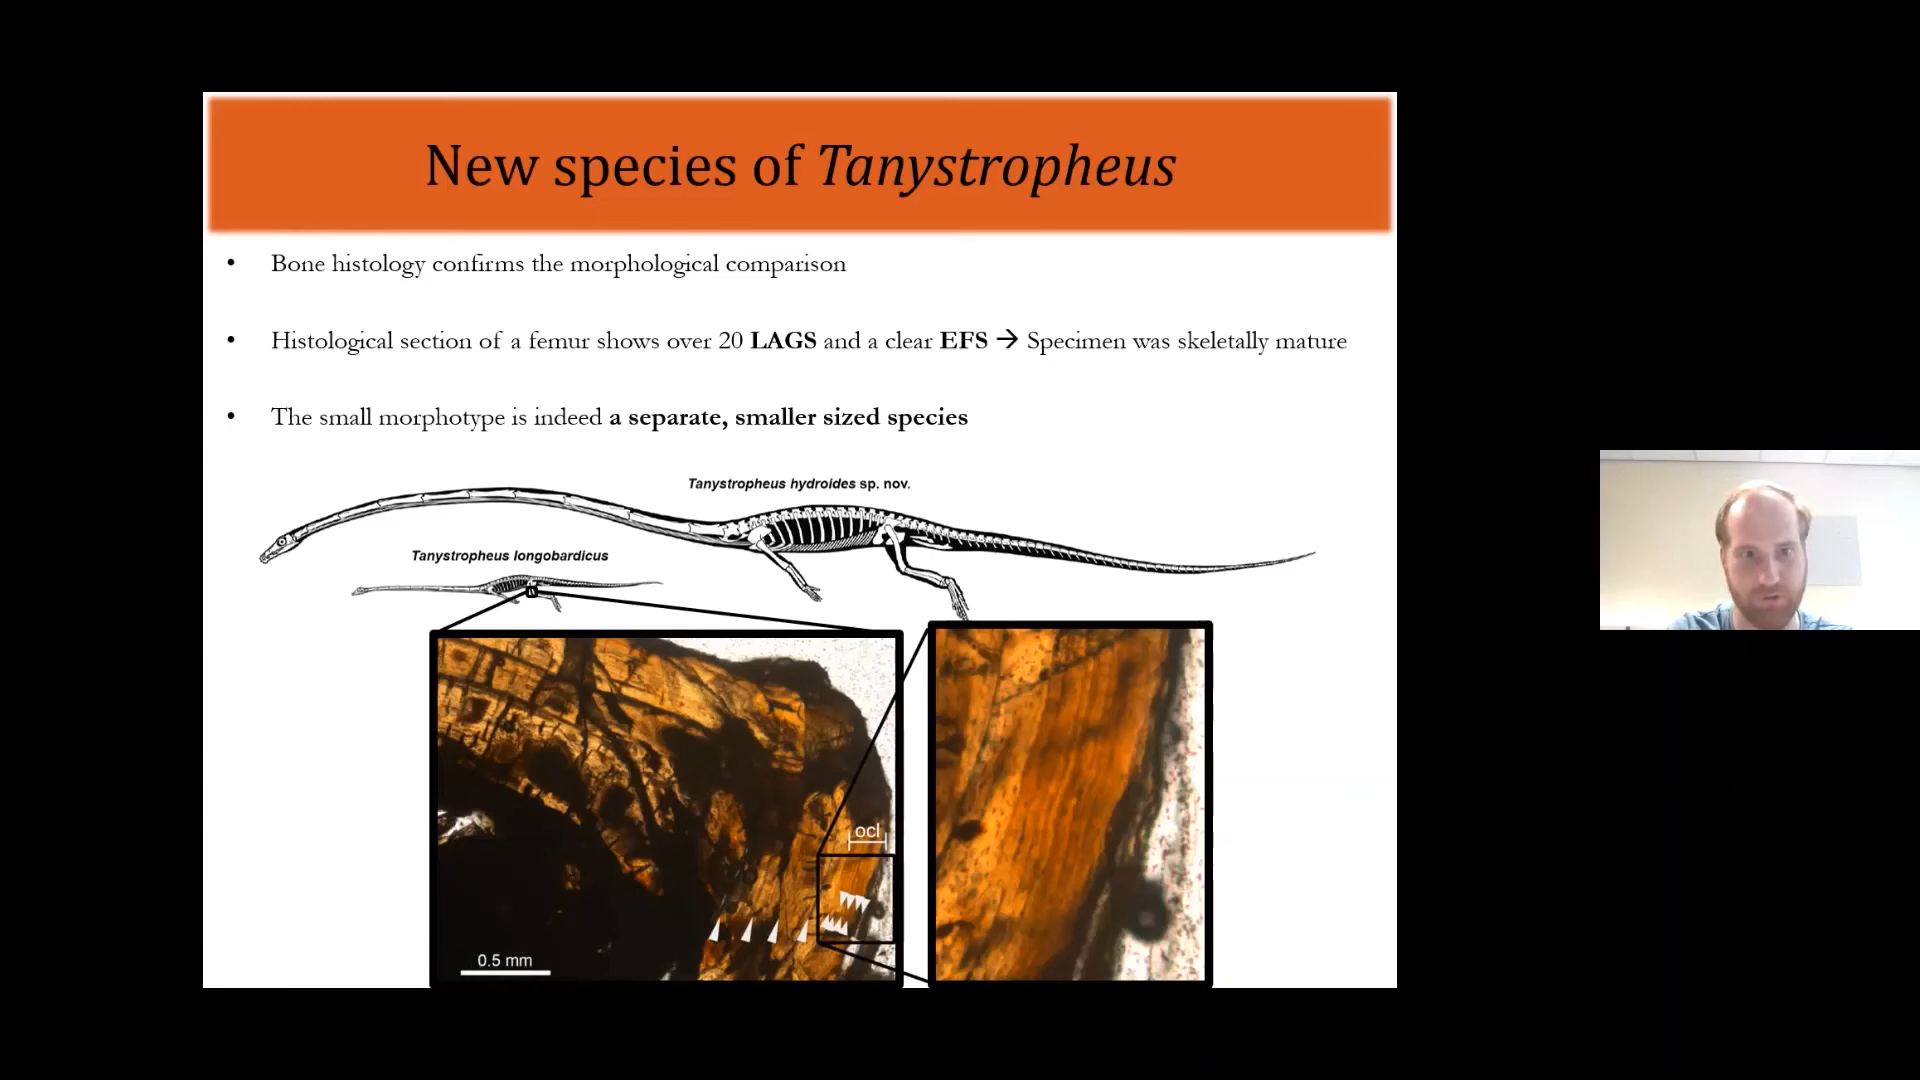 New species of Tanystropheus
• Bone histology confirms the morphological comparison
• Histological section of a femur shows over 20 LAGS and a clear EFS → Specimen was skeletally mature
• The small morphotype is indeed a separate, smaller sized species
Tanystropheus hydroides sp. nov.
Tanystropheus longobardicus
ocl
0.5 mm